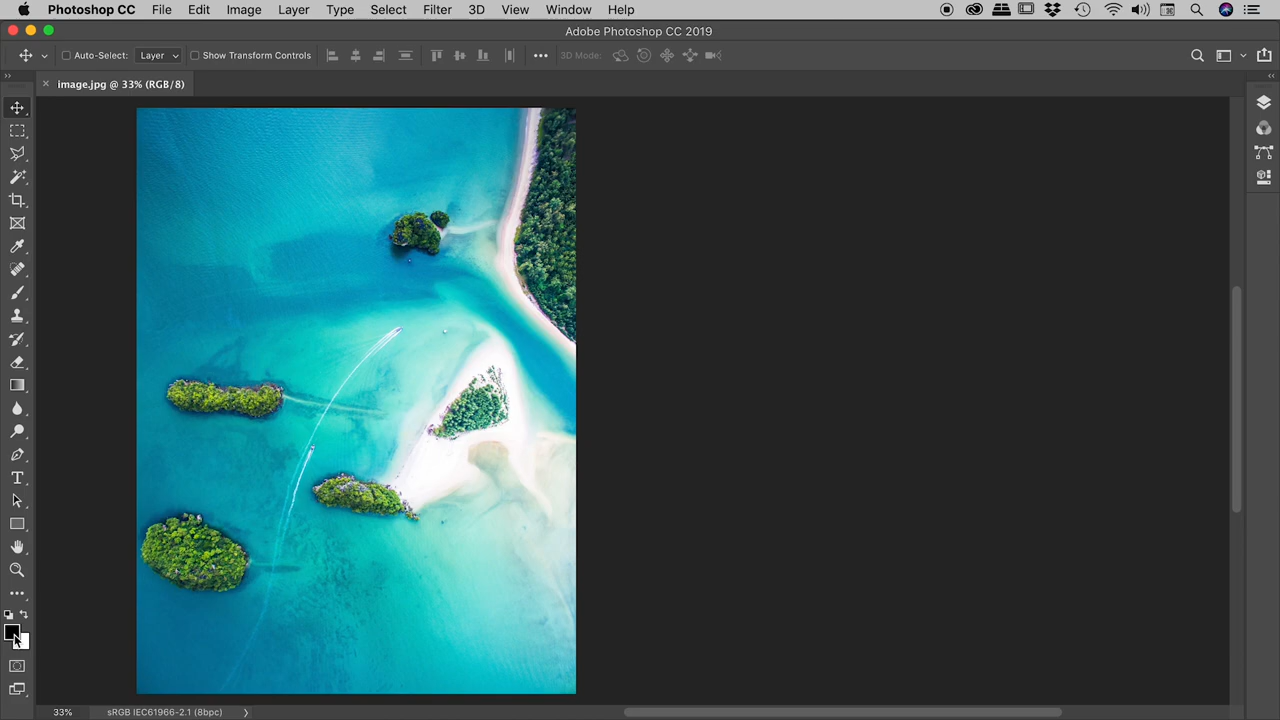 Photoshop CC File Edit Image Layer Type Select Filter 3D View Window Help
Adobe Photoshop CC 2019
Auto-Select: Layer Show Transform Controls 3D Mode:
image.jpg @ 33% (RGB/8)
33% sRGB IEC61966-2.1 (8bpc)